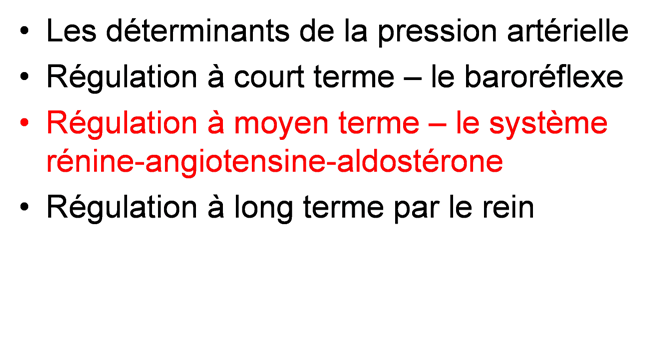 • Les déterminants de la pression artérielle
• Régulation à court terme – le baroréflexe
• Régulation à moyen terme – le système
rénine-angiotensine-aldostérone
• Régulation à long terme par le rein